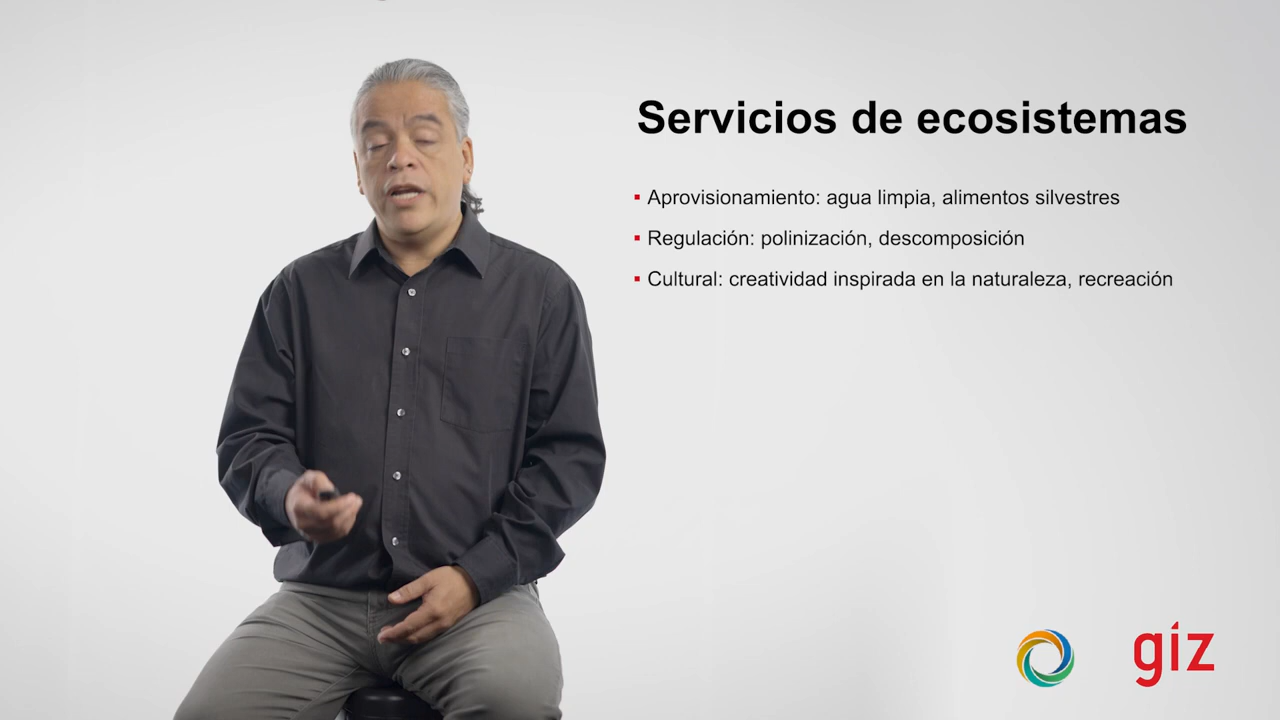 Servicios de ecosistemas
▪ Aprovisionamiento: agua limpia, alimentos silvestres
▪ Regulación: polinización, descomposición
▪ Cultural: creatividad inspirada en la naturaleza, recreación
giz